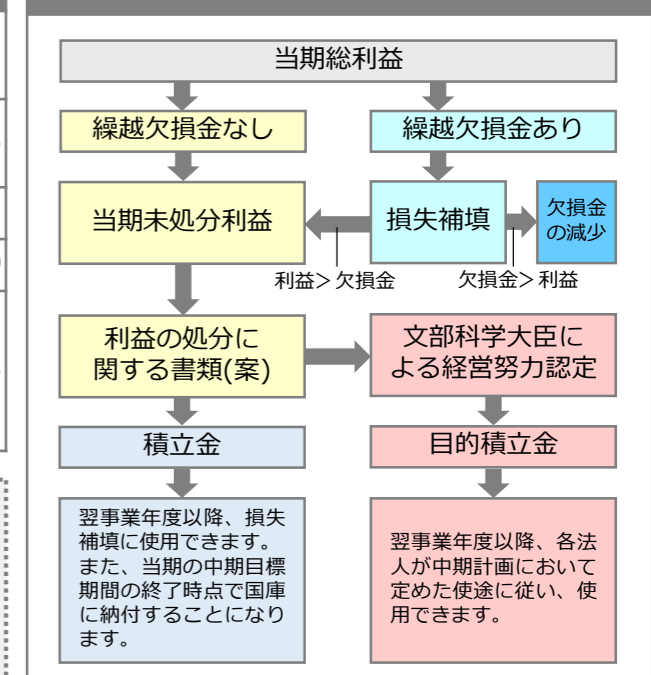 当期総利益
繰越欠損金なし
繰越欠損金あり
当期未処分利益
損失補填
欠損金
の減少
利益＞欠損金
欠損金＞利益
利益の処分に
関する書類(案)
文部科学大臣に
よる経営努力認定
積立金
目的積立金
翌事業年度以降、損失
補填に使用できます。
また、当期の中期目標
期間の終了時点で国庫
に納付することになり
ます。
翌事業年度以降、各法
人が中期計画において
定めた使途に従い、使
用できます。